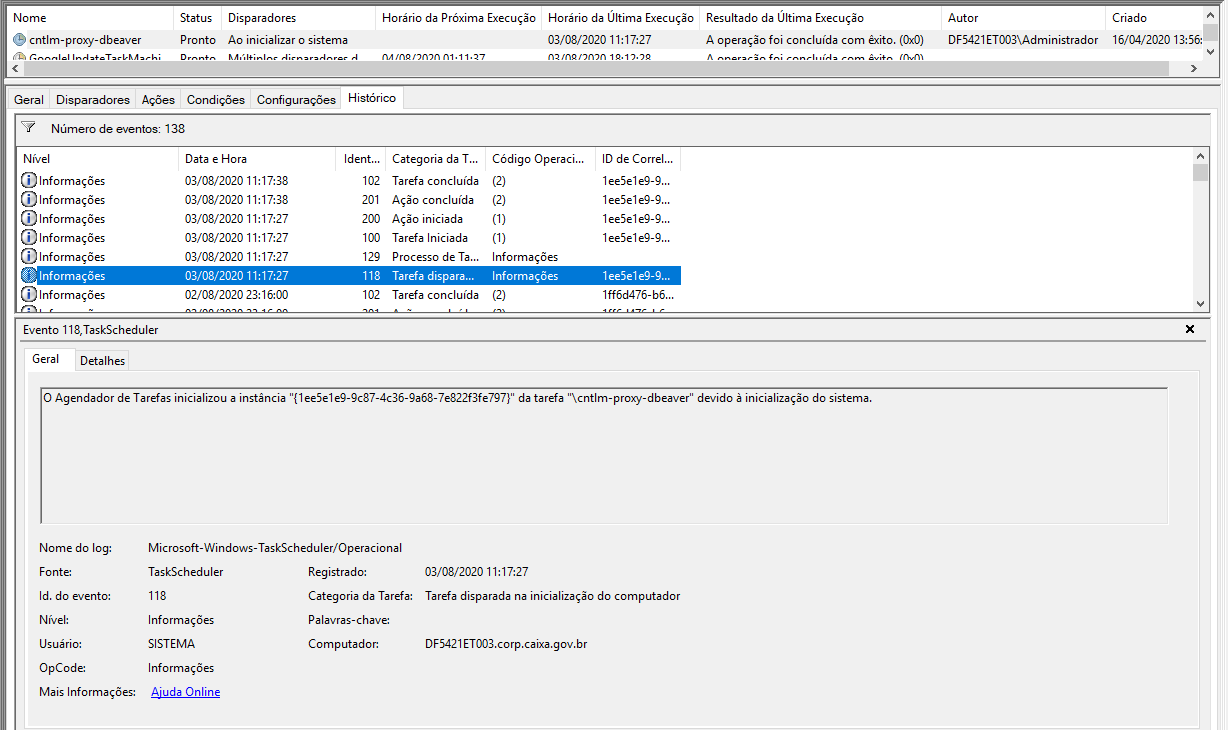 Nome Status Disparadores Horário da Próxima Execução Horário da Última Execução Resultado da Última Execução Autor Criado
cntlm-proxy-dbeaver Pronto Ao inicializar o sistema 03/08/2020 11:17:27 A operação foi concluída com êxito. (0x0) DF5421ET003\Administrador 16/04/2020 13:56:
GoogleUpdateTaskMachi Pronto Múltiplos disparadores d 04/08/2020 01:11:37 03/08/2020 18:12:28 A operação foi concluída com êxito. (0x0)
Geral Disparadores Ações Condições Configurações Histórico
Número de eventos: 138
Nível Data e Hora Ident... Categoria da T... Código Operaci... ID de Correl...
Informações 03/08/2020 11:17:38 102 Tarefa concluída (2) 1ee5e1e9-9...
Informações 03/08/2020 11:17:38 201 Ação concluída (2) 1ee5e1e9-9...
Informações 03/08/2020 11:17:27 200 Ação iniciada (1) 1ee5e1e9-9...
Informações 03/08/2020 11:17:27 100 Tarefa Iniciada (1) 1ee5e1e9-9...
Informações 03/08/2020 11:17:27 129 Processo de Ta... Informações
Informações 03/08/2020 11:17:27 118 Tarefa dispara... Informações 1ee5e1e9-9...
Informações 02/08/2020 23:16:00 102 Tarefa concluída (2) 1ff6d476-b6...
Evento 118,TaskScheduler
Geral Detalhes
O Agendador de Tarefas inicializou a instância "{1ee5e1e9-9c87-4c36-9a68-7e822f3fe797}" da tarefa "\cntlm-proxy-dbeaver" devido à inicialização do sistema.
Nome do log: Microsoft-Windows-TaskScheduler/Operacional
Fonte: TaskScheduler Registrado: 03/08/2020 11:17:27
Id. do evento: 118 Categoria da Tarefa: Tarefa disparada na inicialização do computador
Nível: Informações Palavras-chave:
Usuário: SISTEMA Computador: DF5421ET003.corp.caixa.gov.br
OpCode: Informações
Mais Informações: Ajuda Online